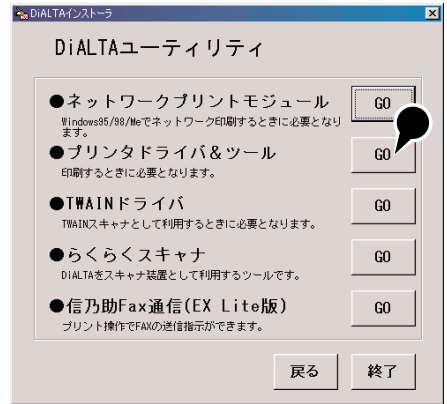 DiALTAインストーラ
DiALTAユーティリティ
●ネットワークプリントモジュール
GO
Windows95/98/Meでネットワーク印刷するときに必要となり
ます。
●プリンタドライバ&ツール
GO
印刷するときに必要となります。
●TWAINドライバ
GO
TWAINスキャナとして利用するときに必要となります。
●らくらくスキャナ
GO
DiALTAをスキャナ装置として利用するツールです。
●信乃助Fax通信(EX Lite版)
GO
プリント操作でFAXの送信指示ができます。
戻る
終了